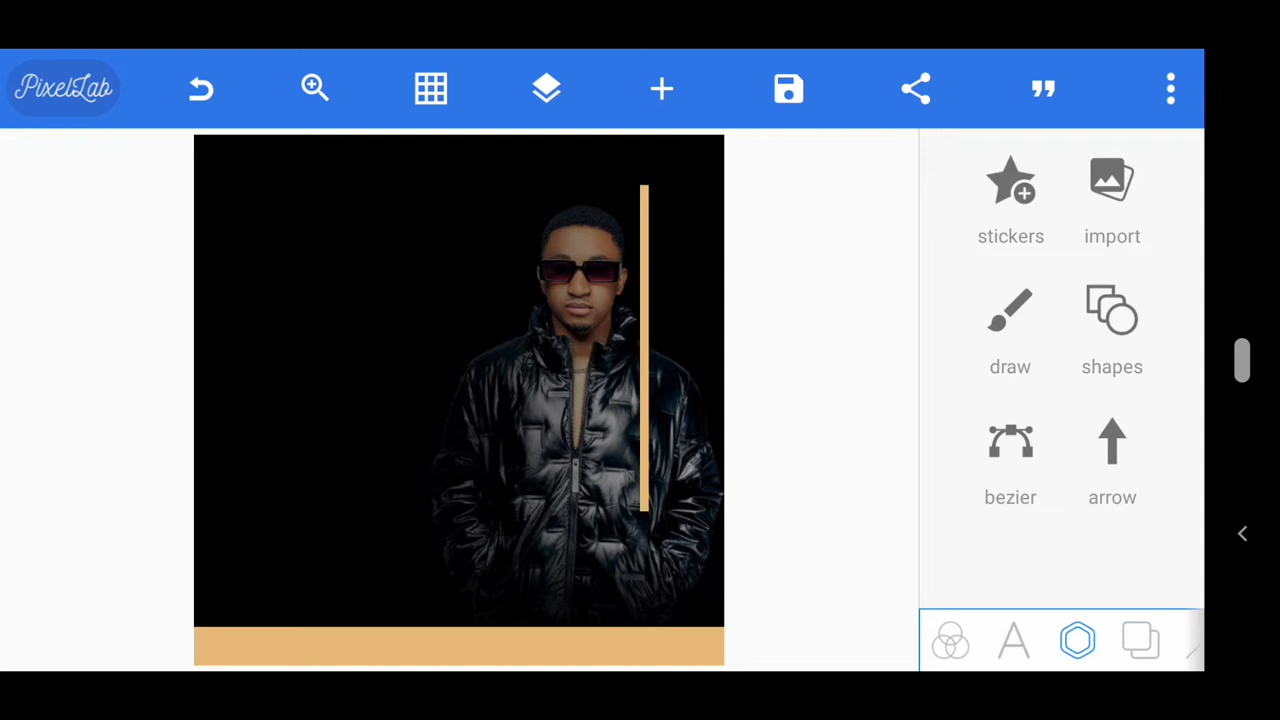 PixelLab
stickers
import
draw
shapes
bezier
arrow